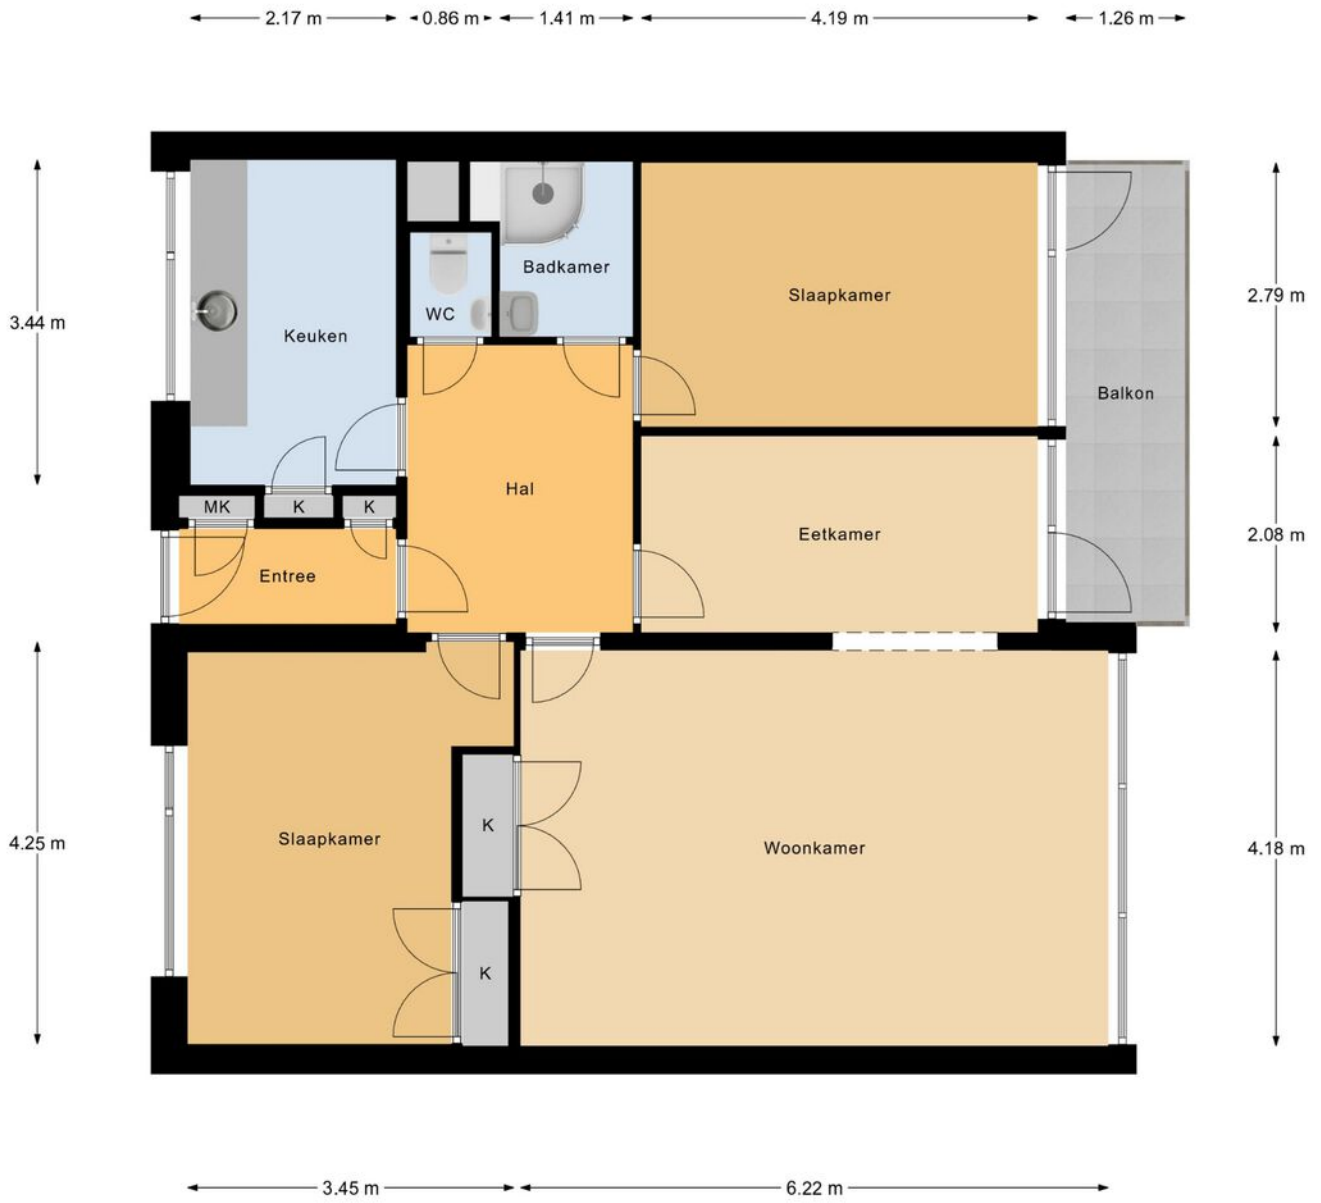 2.17 m
0.86 m
1.41 m
4.19 m
1.26 m
3.44 m
2.79 m
Badkamer
Slaapkamer
WC
Keuken
Balkon
Hal
MK
K
K
Eetkamer
2.08 m
Entree
4.25 m
Slaapkamer
K
Woonkamer
4.18 m
K
3.45 m
6.22 m